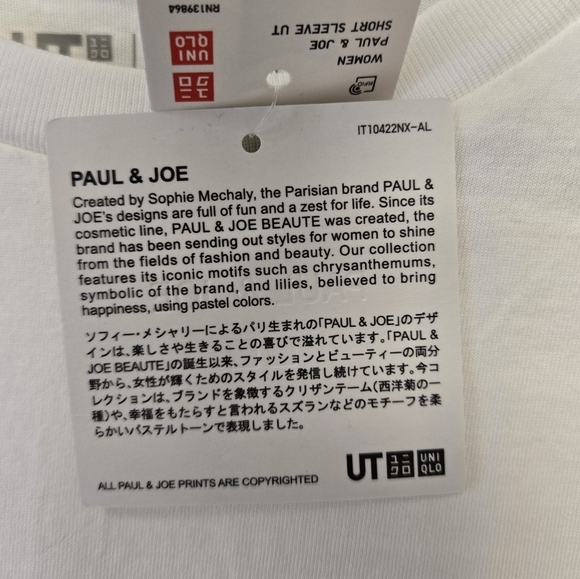 RN139864
UNI
QLO
ユニ
クロ
WOMEN
PAUL & JOE
SHORT SLEEVE UT
RFID
UT
IT10422NX-AL
PAUL & JOE
Created by Sophie Mechaly, the Parisian brand PAUL &
JOE's designs are full of fun and a zest for life. Since its
cosmetic line, PAUL & JOE BEAUTE was created, the
brand has been sending out styles for women to shine
from the fields of fashion and beauty. Our collection
features its iconic motifs such as chrysanthemums,
symbolic of the brand, and lilies, believed to bring
happiness, using pastel colors.
ソフィー・メシャリーによるパリ生まれの「PAUL & JOE」のデザ
インは、楽しさや生きることの喜びで溢れています。「PAUL &
JOE BEAUTE」の誕生以来、ファッションとビューティーの両分
野から、女性が輝くためのスタイルを発信し続けています。今コ
レクションは、ブランドを象徴するクリザンテーム(西洋菊の一
種)や、幸福をもたらすと言われるスズランなどのモチーフを柔
らかいパステルトーンで表現しました。
UT ユニ UNI
クロ QLO
ALL PAUL & JOE PRINTS ARE COPYRIGHTED